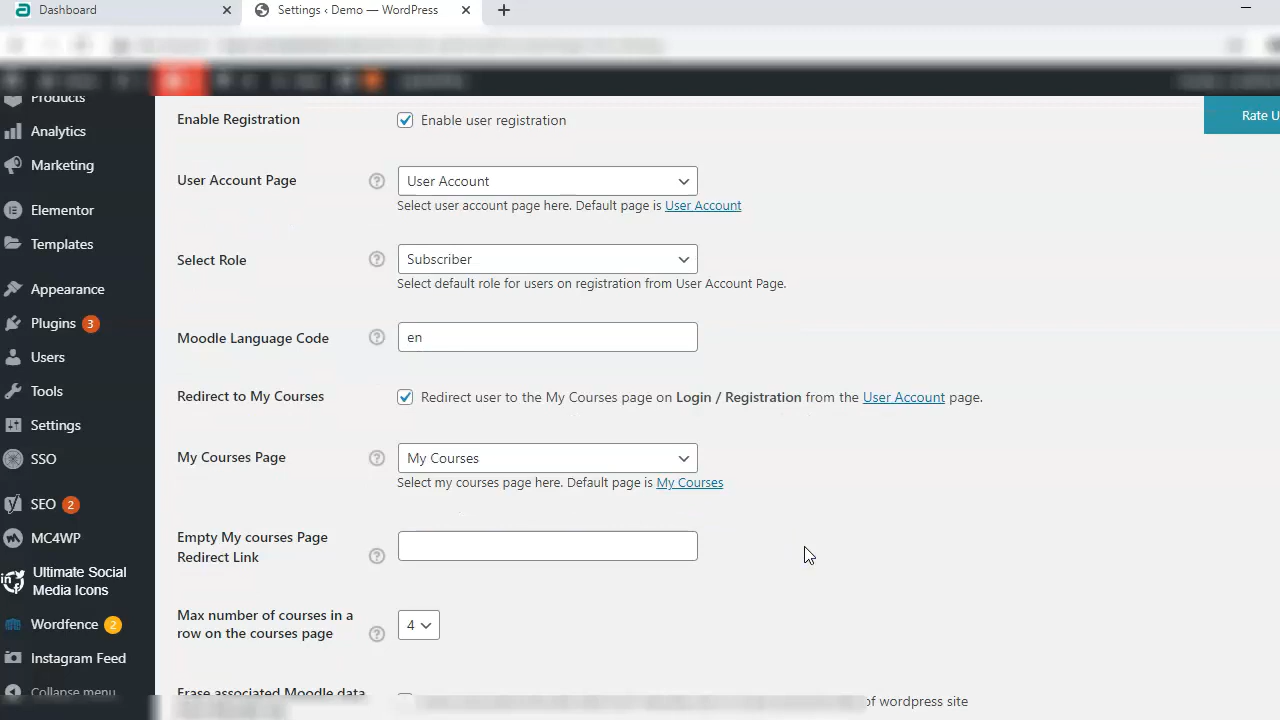 Dashboard
Settings ‹ Demo — WordPress
Products
Analytics
Marketing
Elementor
Templates
Appearance
Plugins 3
Users
Tools
Settings
SSO
SEO 2
MC4WP
Ultimate Social
Media Icons
Wordfence 2
Instagram Feed
Collapse menu
Rate U
Enable Registration
Enable user registration
User Account Page
User Account
Select user account page here. Default page is User Account
Select Role
Subscriber
Select default role for users on registration from User Account Page.
Moodle Language Code
en
Redirect to My Courses
Redirect user to the My Courses page on Login / Registration from the User Account page.
My Courses Page
My Courses
Select my courses page here. Default page is My Courses
Empty My courses Page
Redirect Link
Max number of courses in a
row on the courses page
4
Erase associated Moodle data
of wordpress site